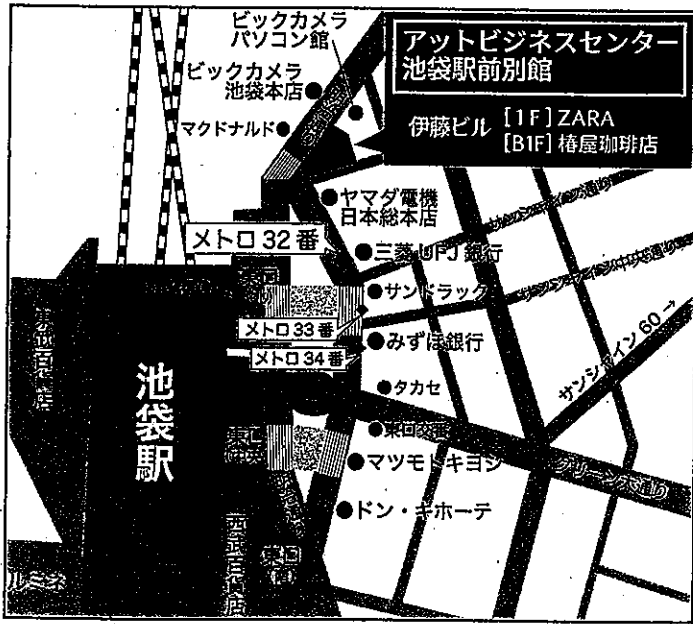 ビックカメラ
パソコン館
ビックカメラ
池袋本店
マクドナルド
アットビジネスセンター
池袋駅前別館
伊藤ビル [1F] ZARA
[B1F] 椿屋珈琲店
ヤマダ電機
日本総本店
メトロ32番
三菱UFJ銀行
サンドラッグ
メトロ33番
みずほ銀行
メトロ34番
サンシャイン60→
タカセ
池袋駅
東口交番
マツモトキヨシ
グリーン大通り
ドン・キホーテ
西武百貨店
ルミネ